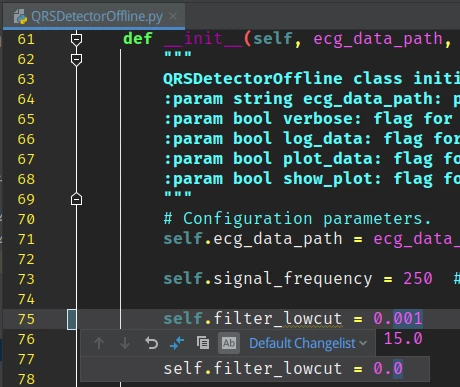 QRSDetectorOffline.py ×
61 def __init__(self, ecg_data_path,
62 """
63 QRSDetectorOffline class initi
64 :param string ecg_data_path: p
65 :param bool verbose: flag for
66 :param bool log_data: flag for
67 :param bool plot_data: flag fo
68 :param bool show_plot: flag fo
69 """
70 # Configuration parameters.
71 self.ecg_data_path = ecg_data_
72
73 self.signal_frequency = 250 #
74
75 self.filter_lowcut = 0.001
76 15.0
Ab Default Changelist
self.filter_lowcut = 0.0
78